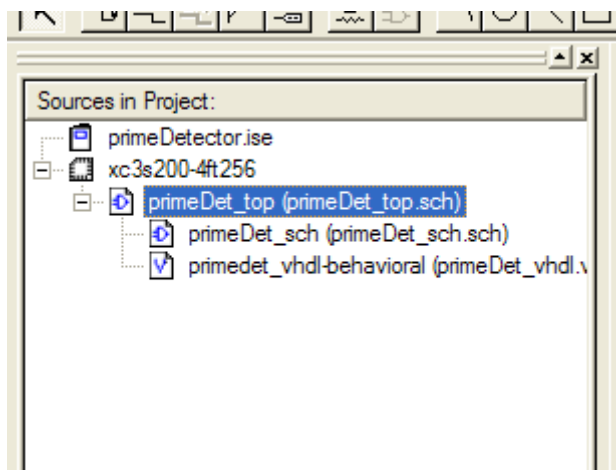 Sources in Project:
primeDetector.ise
xc3s200-4ft256
primeDet_top (primeDet_top.sch)
primeDet_sch (primeDet_sch.sch)
primedet_vhdl-behavioral (primeDet_vhdl.v